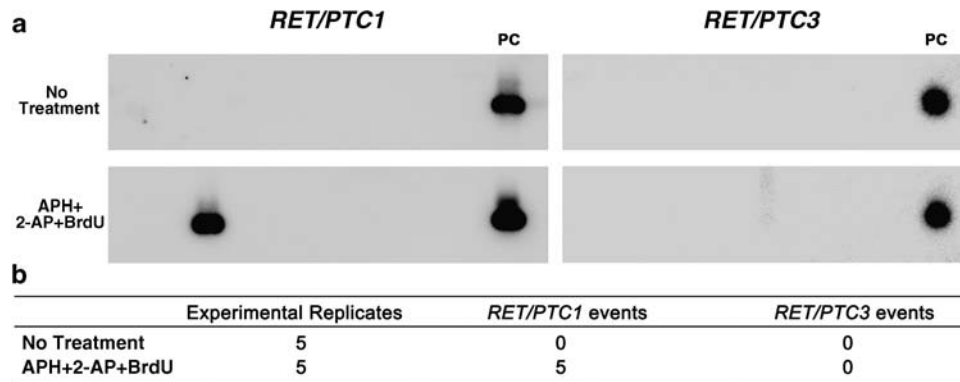 a
RET/PTC1
RET/PTC3
PC
PC
No
Treatment
APH+
2-AP+BrdU
b
Experimental Replicates RET/PTC1 events RET/PTC3 events
No Treatment 5 0 0
APH+2-AP+BrdU 5 5 0